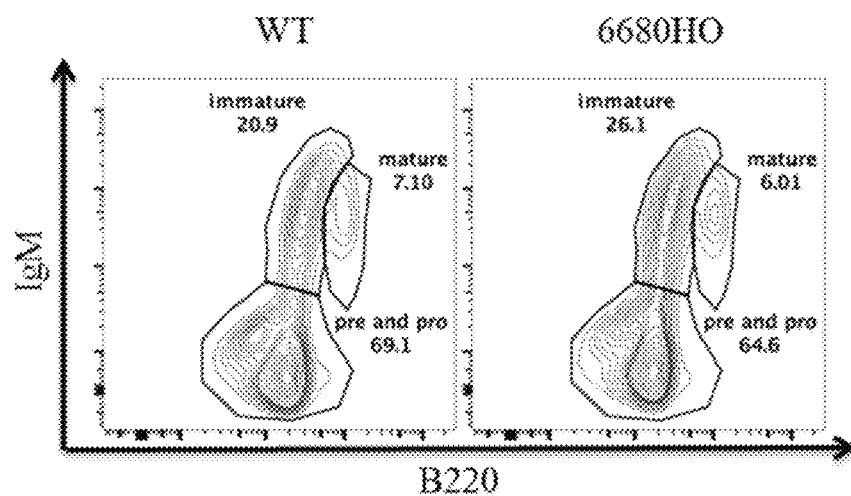 WT
6680HO
immature
20.9
mature
7.10
pre and pro
69.1
immature
26.1
mature
6.01
pre and pro
64.6
IgM
B220